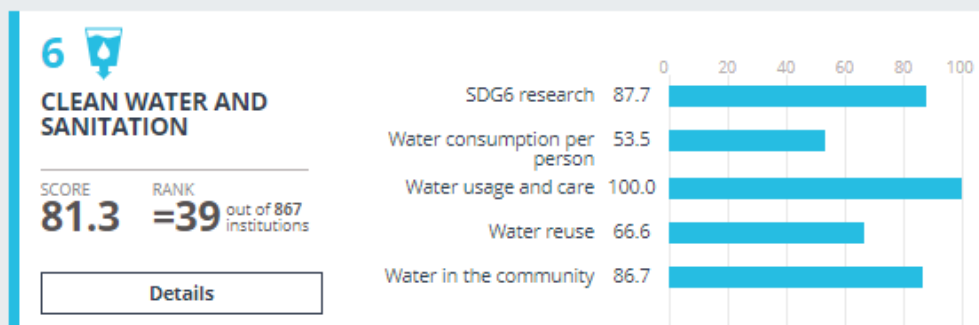 6
CLEAN WATER AND
SANITATION
SCORE
81.3
RANK
=39 out of 867
institutions
Details
0 20 40 60 80 100
SDG6 research 87.7
Water consumption per 53.5
person
Water usage and care 100.0
Water reuse 66.6
Water in the community 86.7